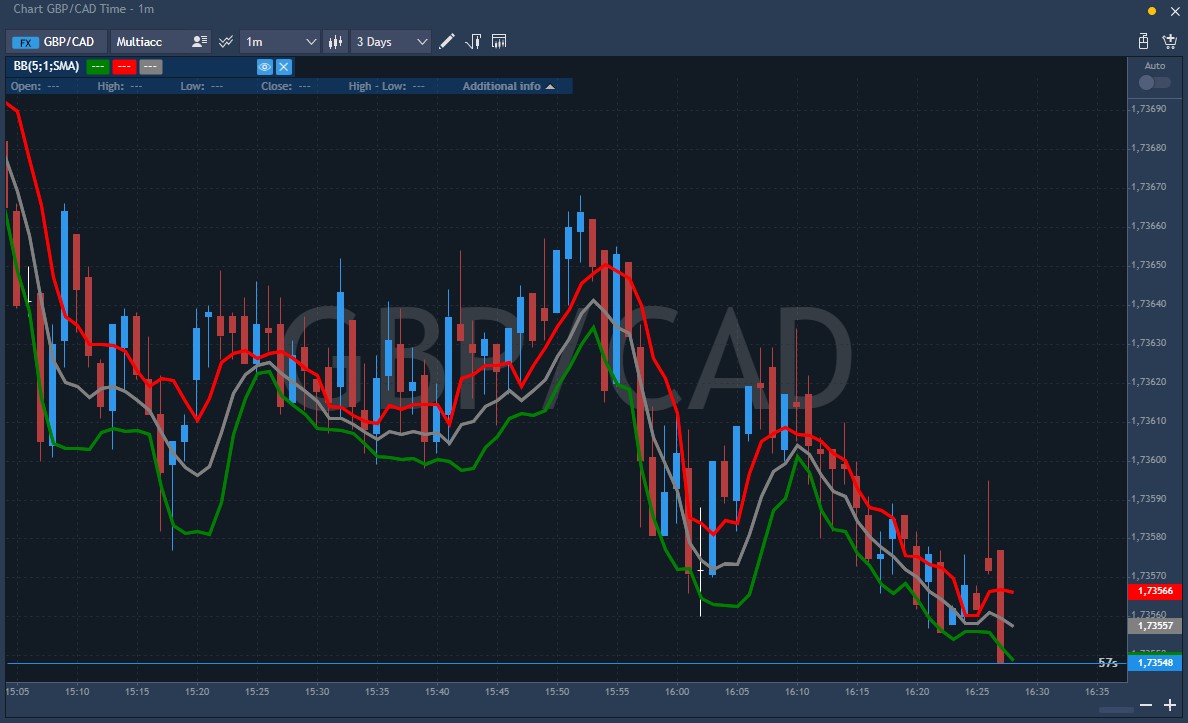 Chart GBP/CAD Time - 1m
FX GBP/CAD Multiacc 1m 3 Days
BB(5;1;SMA) --- --- ---
Auto
Open: --- High: --- Low: --- Close: --- High - Low: --- Additional info
GBP/CAD
1,73690
1,73680
1,73670
1,73660
1,73650
1,73640
1,73630
1,73620
1,73610
1,73600
1,73590
1,73580
1,73570
1,73566
1,73560
1,73557
57s 1,73548
15:05 15:10 15:15 15:20 15:25 15:30 15:35 15:40 15:45 15:50 15:55 16:00 16:05 16:10 16:15 16:20 16:25 16:30 16:35